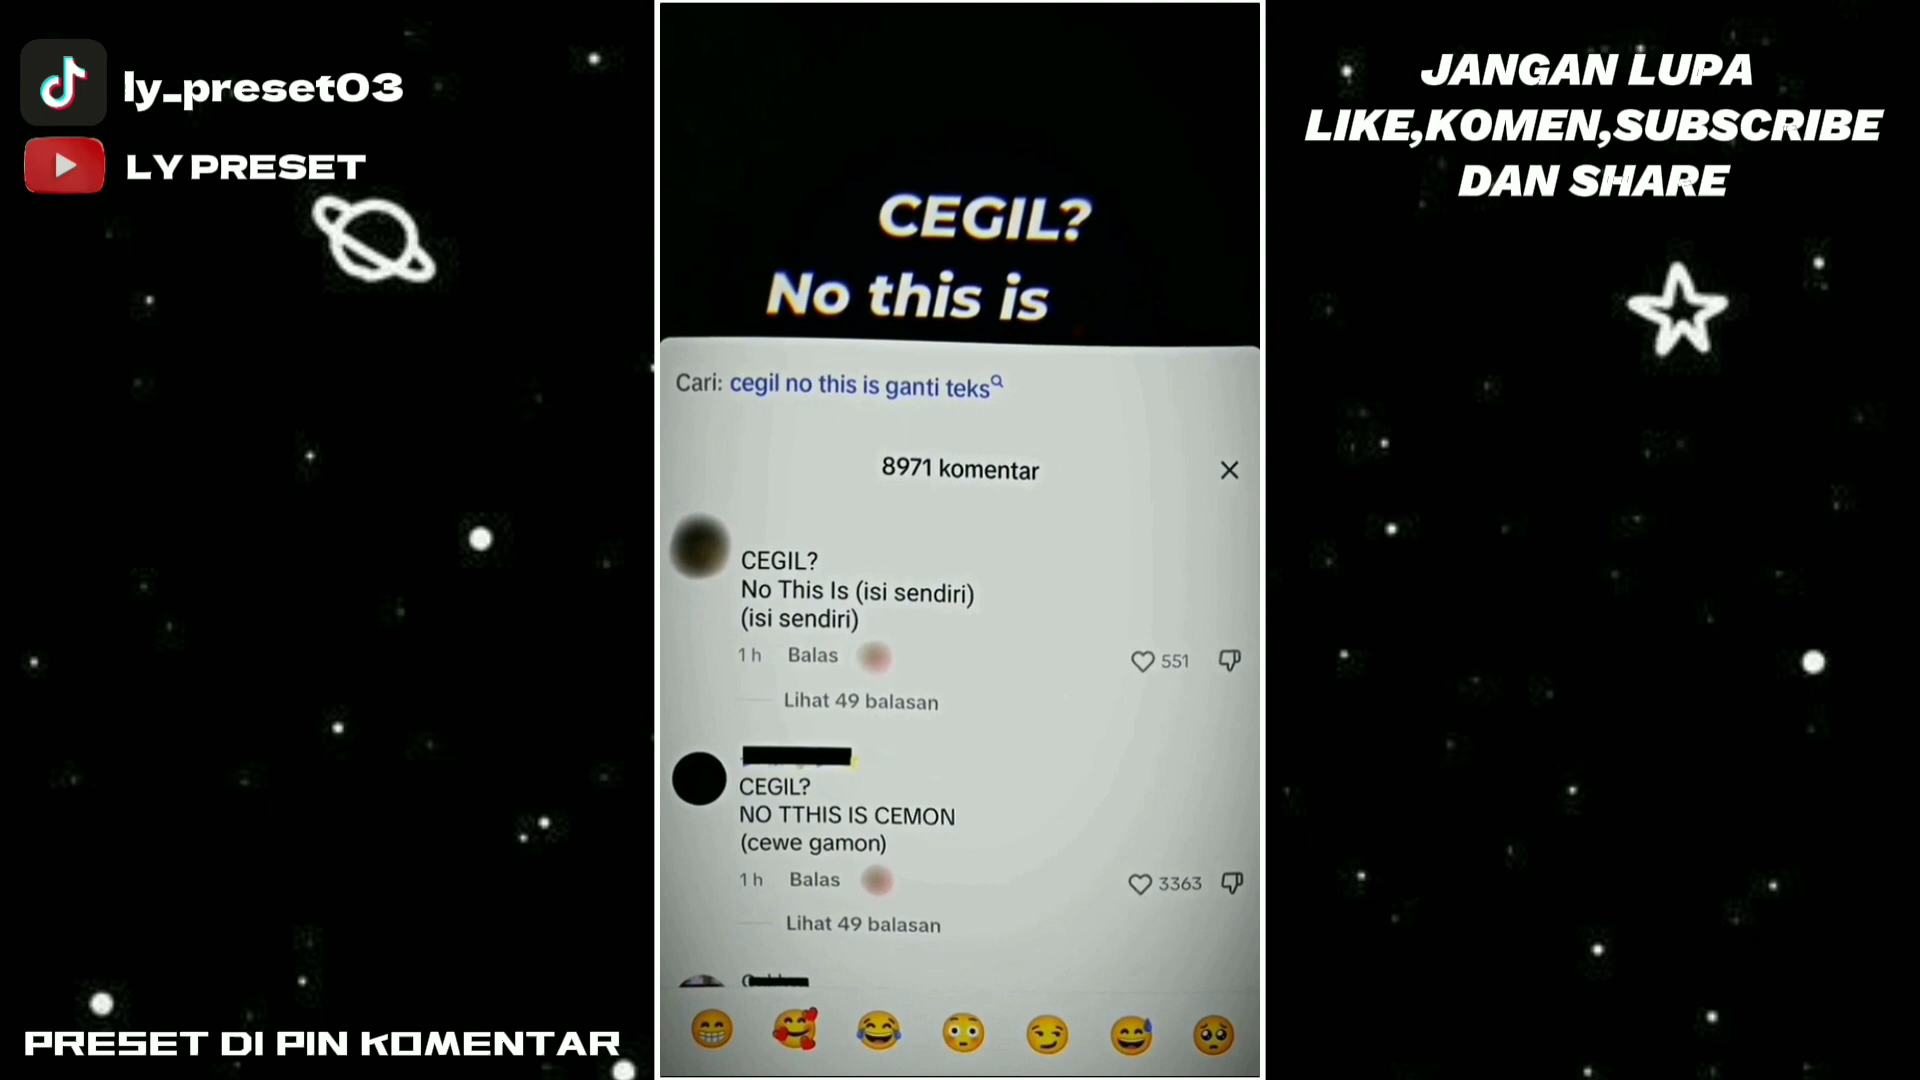 ly_preset03
LY PRESET
PRESET DI PIN KOMENTAR
CEGIL?
No this is
Cari: cegil no this is ganti teks
8971 komentar
CEGIL?
No This Is (isi sendiri)
(isi sendiri)
1 h Balas 551
Lihat 49 balasan
CEGIL?
NO TTHIS IS CEMON
(cewe gamon)
1 h Balas 3363
Lihat 49 balasan
JANGAN LUPA
LIKE,KOMEN,SUBSCRIBE
DAN SHARE